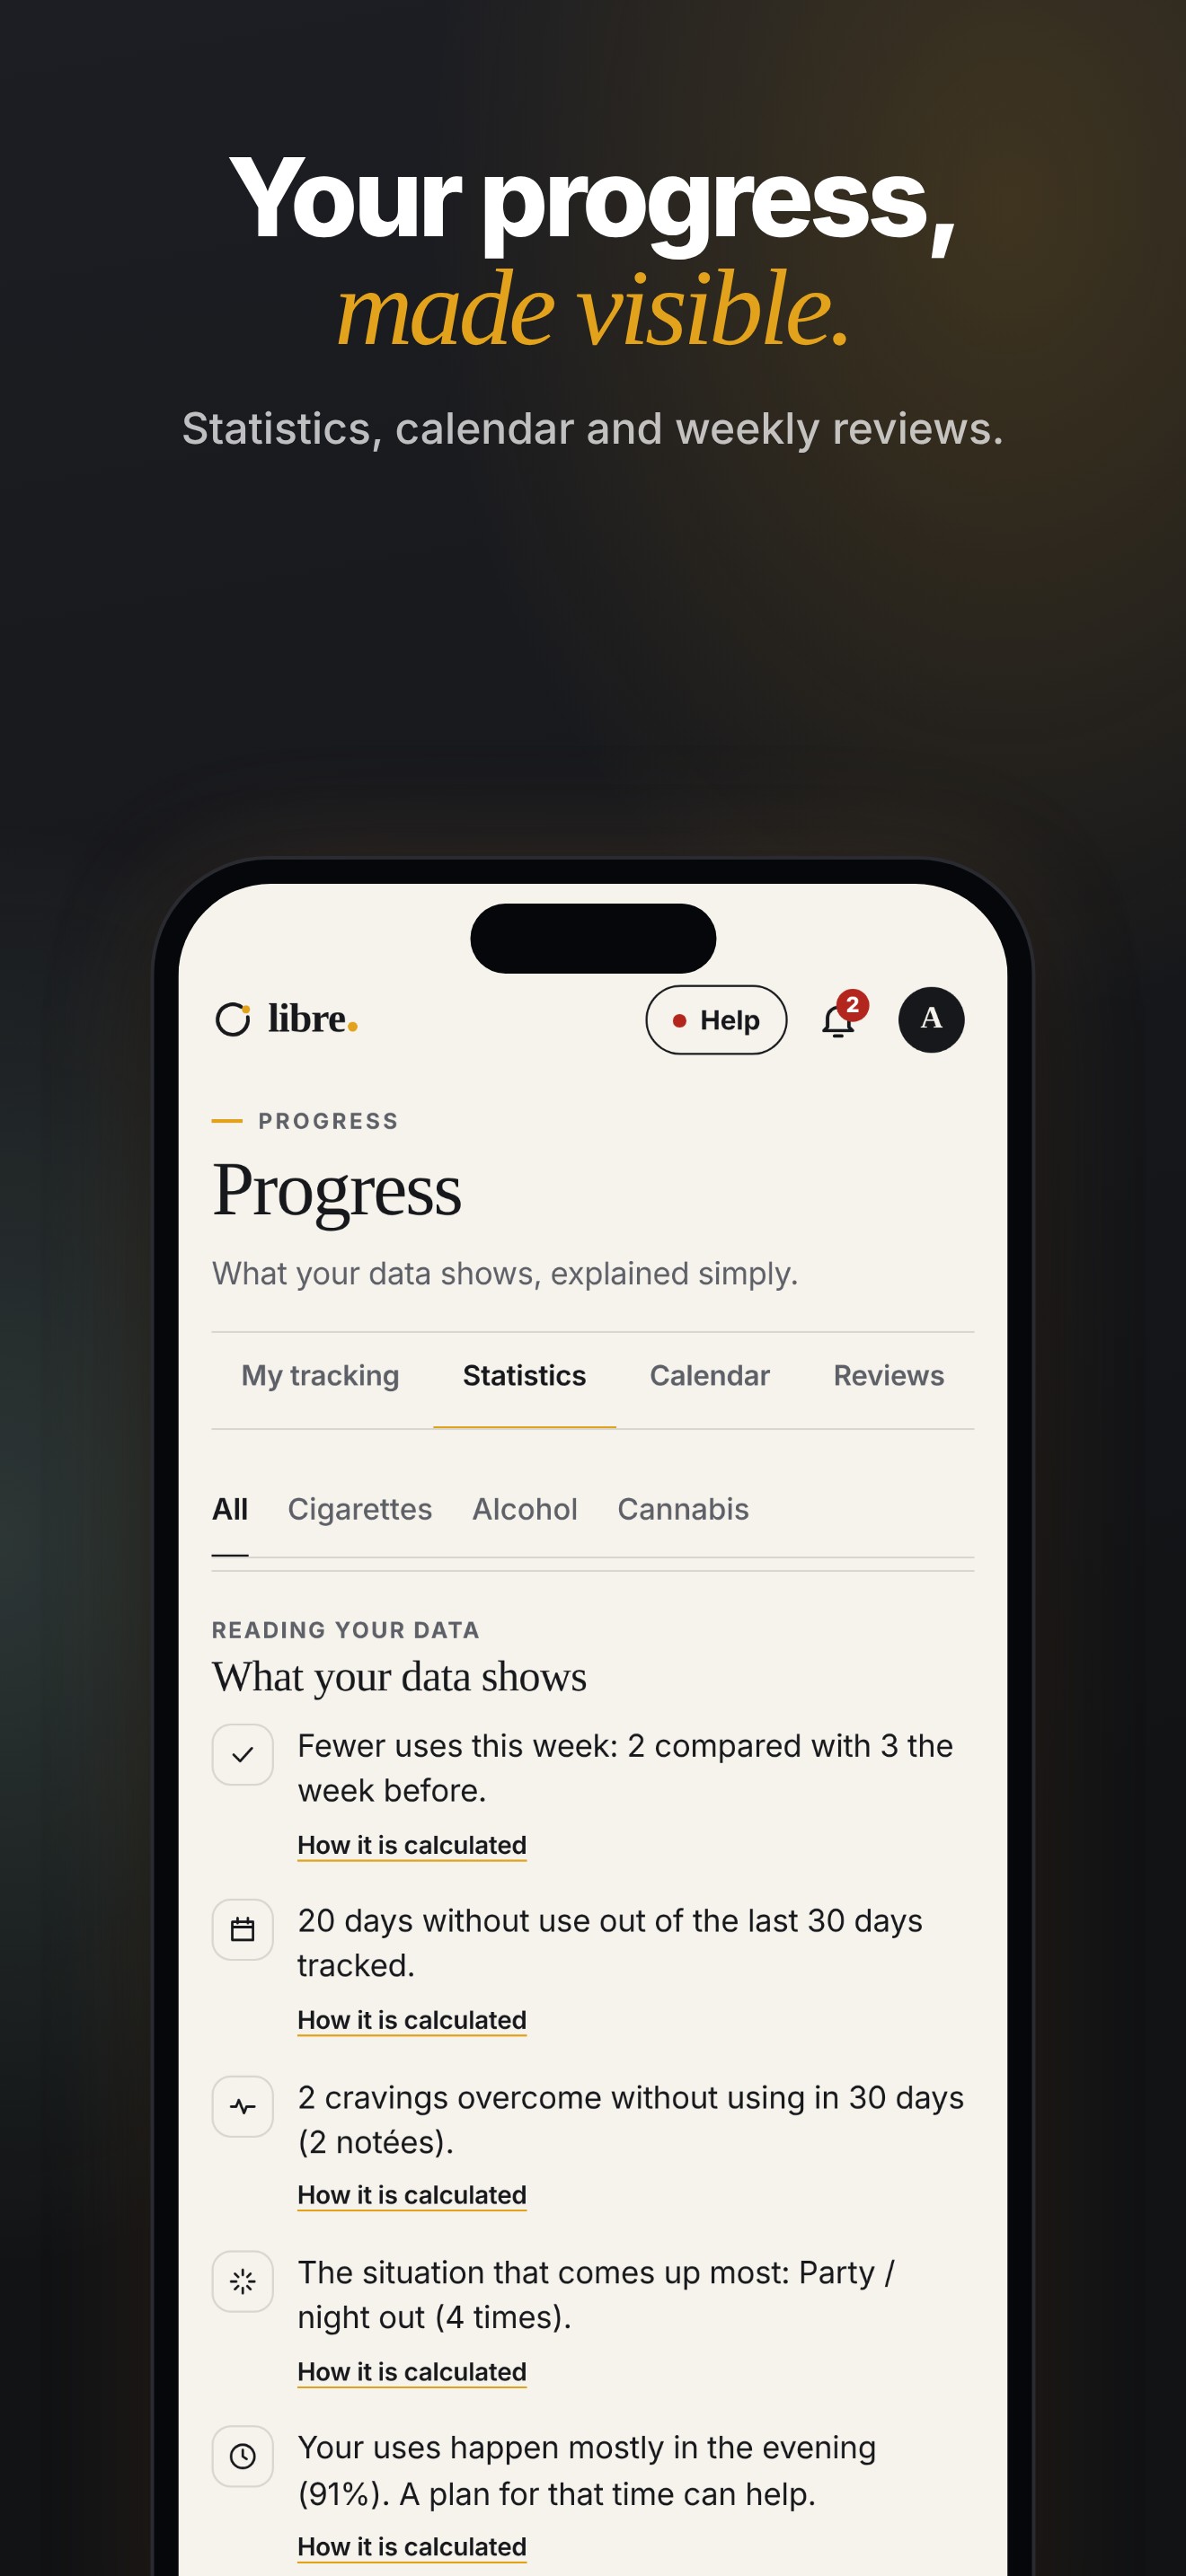 Your progress,
made visible.
Statistics, calendar and weekly reviews.
libre.
Help
2
A
PROGRESS
Progress
What your data shows, explained simply.
My tracking Statistics Calendar Reviews
All Cigarettes Alcohol Cannabis
READING YOUR DATA
What your data shows
Fewer uses this week: 2 compared with 3 the
week before.
How it is calculated
20 days without use out of the last 30 days
tracked.
How it is calculated
2 cravings overcome without using in 30 days
(2 notées).
How it is calculated
The situation that comes up most: Party /
night out (4 times).
How it is calculated
Your uses happen mostly in the evening
(91%). A plan for that time can help.
How it is calculated